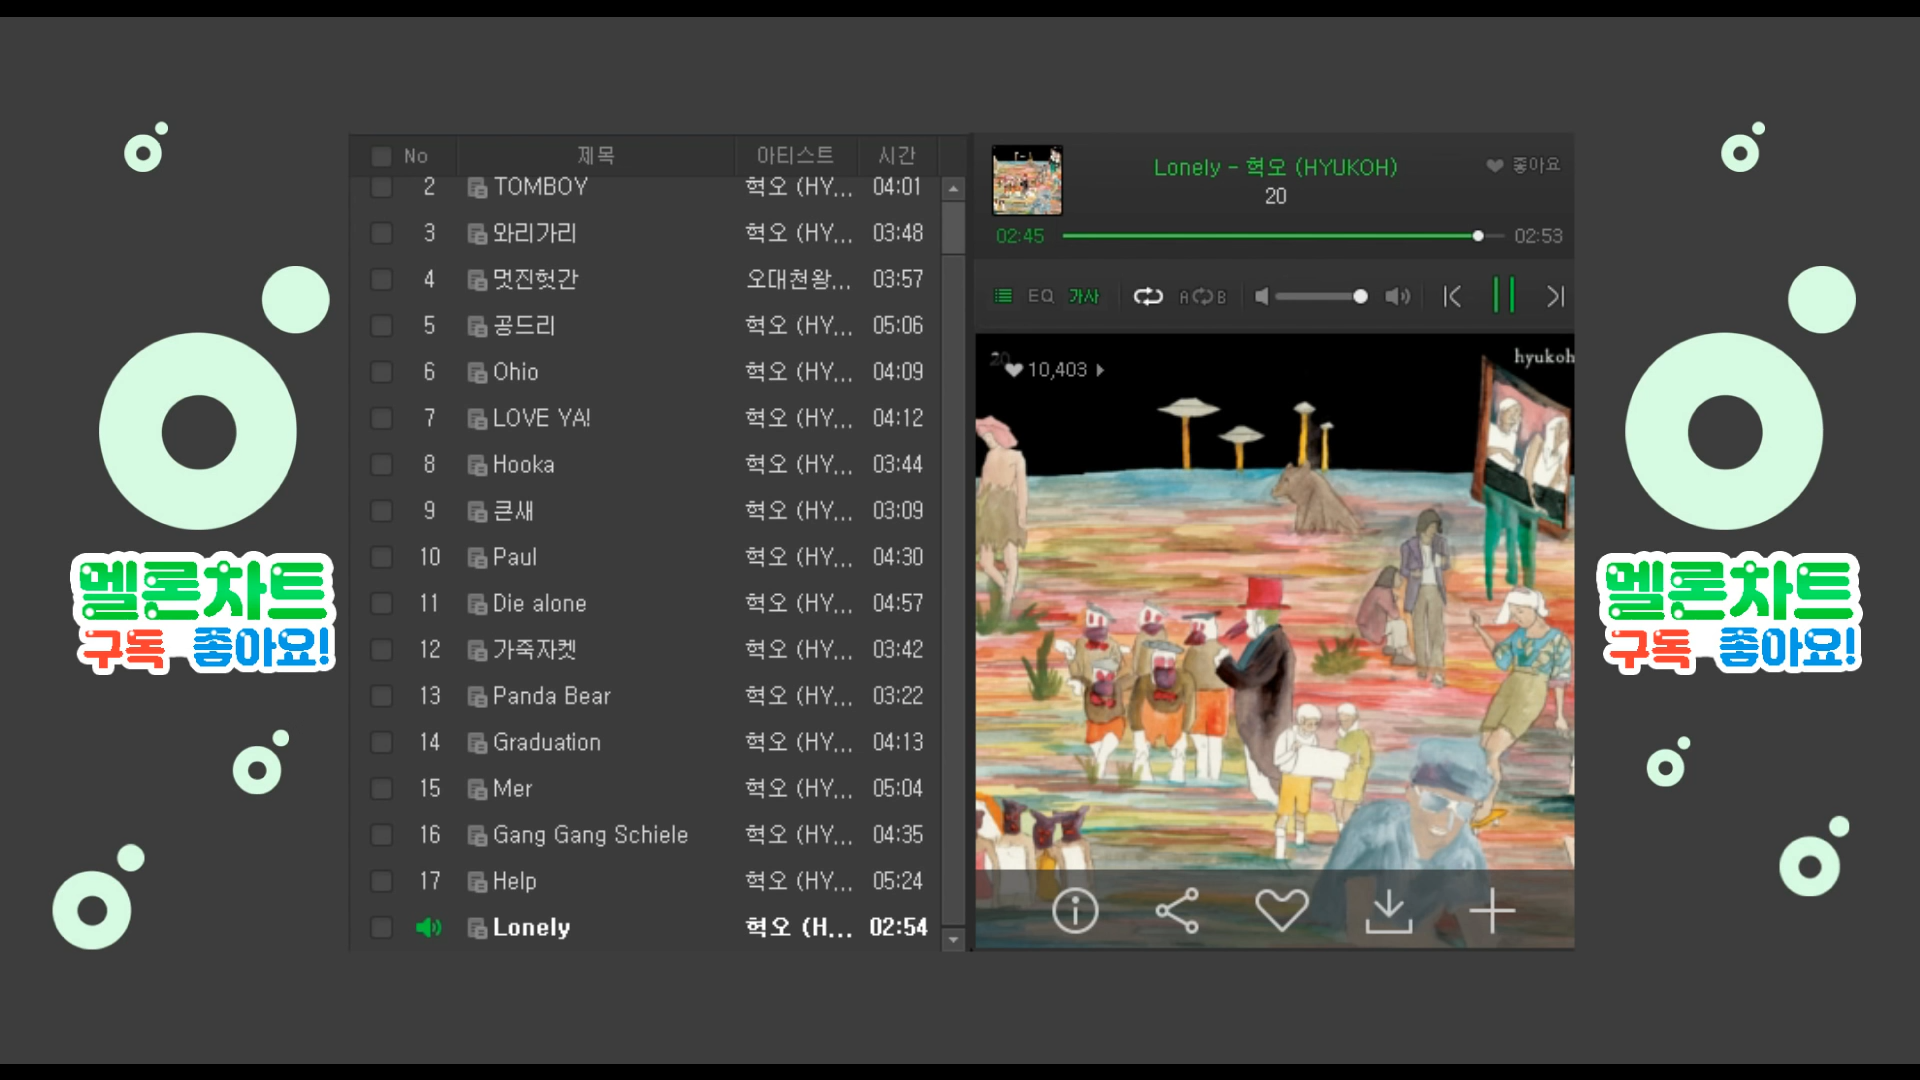 No 제목 아티스트 시간
2 TOMBOY 혁오 (HY... 04:01
3 와리가리 혁오 (HY... 03:48
4 멋진헛간 오대천왕... 03:57
5 공드리 혁오 (HY... 05:06
6 Ohio 혁오 (HY... 04:09
7 LOVE YA! 혁오 (HY... 04:12
8 Hooka 혁오 (HY... 03:44
9 큰새 혁오 (HY... 03:09
10 Paul 혁오 (HY... 04:30
11 Die alone 혁오 (HY... 04:57
12 가죽자켓 혁오 (HY... 03:42
13 Panda Bear 혁오 (HY... 03:22
14 Graduation 혁오 (HY... 04:13
15 Mer 혁오 (HY... 05:04
16 Gang Gang Schiele 혁오 (HY... 04:35
17 Help 혁오 (HY... 05:24
Lonely 혁오 (H... 02:54
Lonely - 혁오 (HYUKOH)
좋아요
20
02:45 02:53
EQ 가사 A B
20
10,403
hyukoh
멜론차트
구독 좋아요!
멜론차트
구독 좋아요!